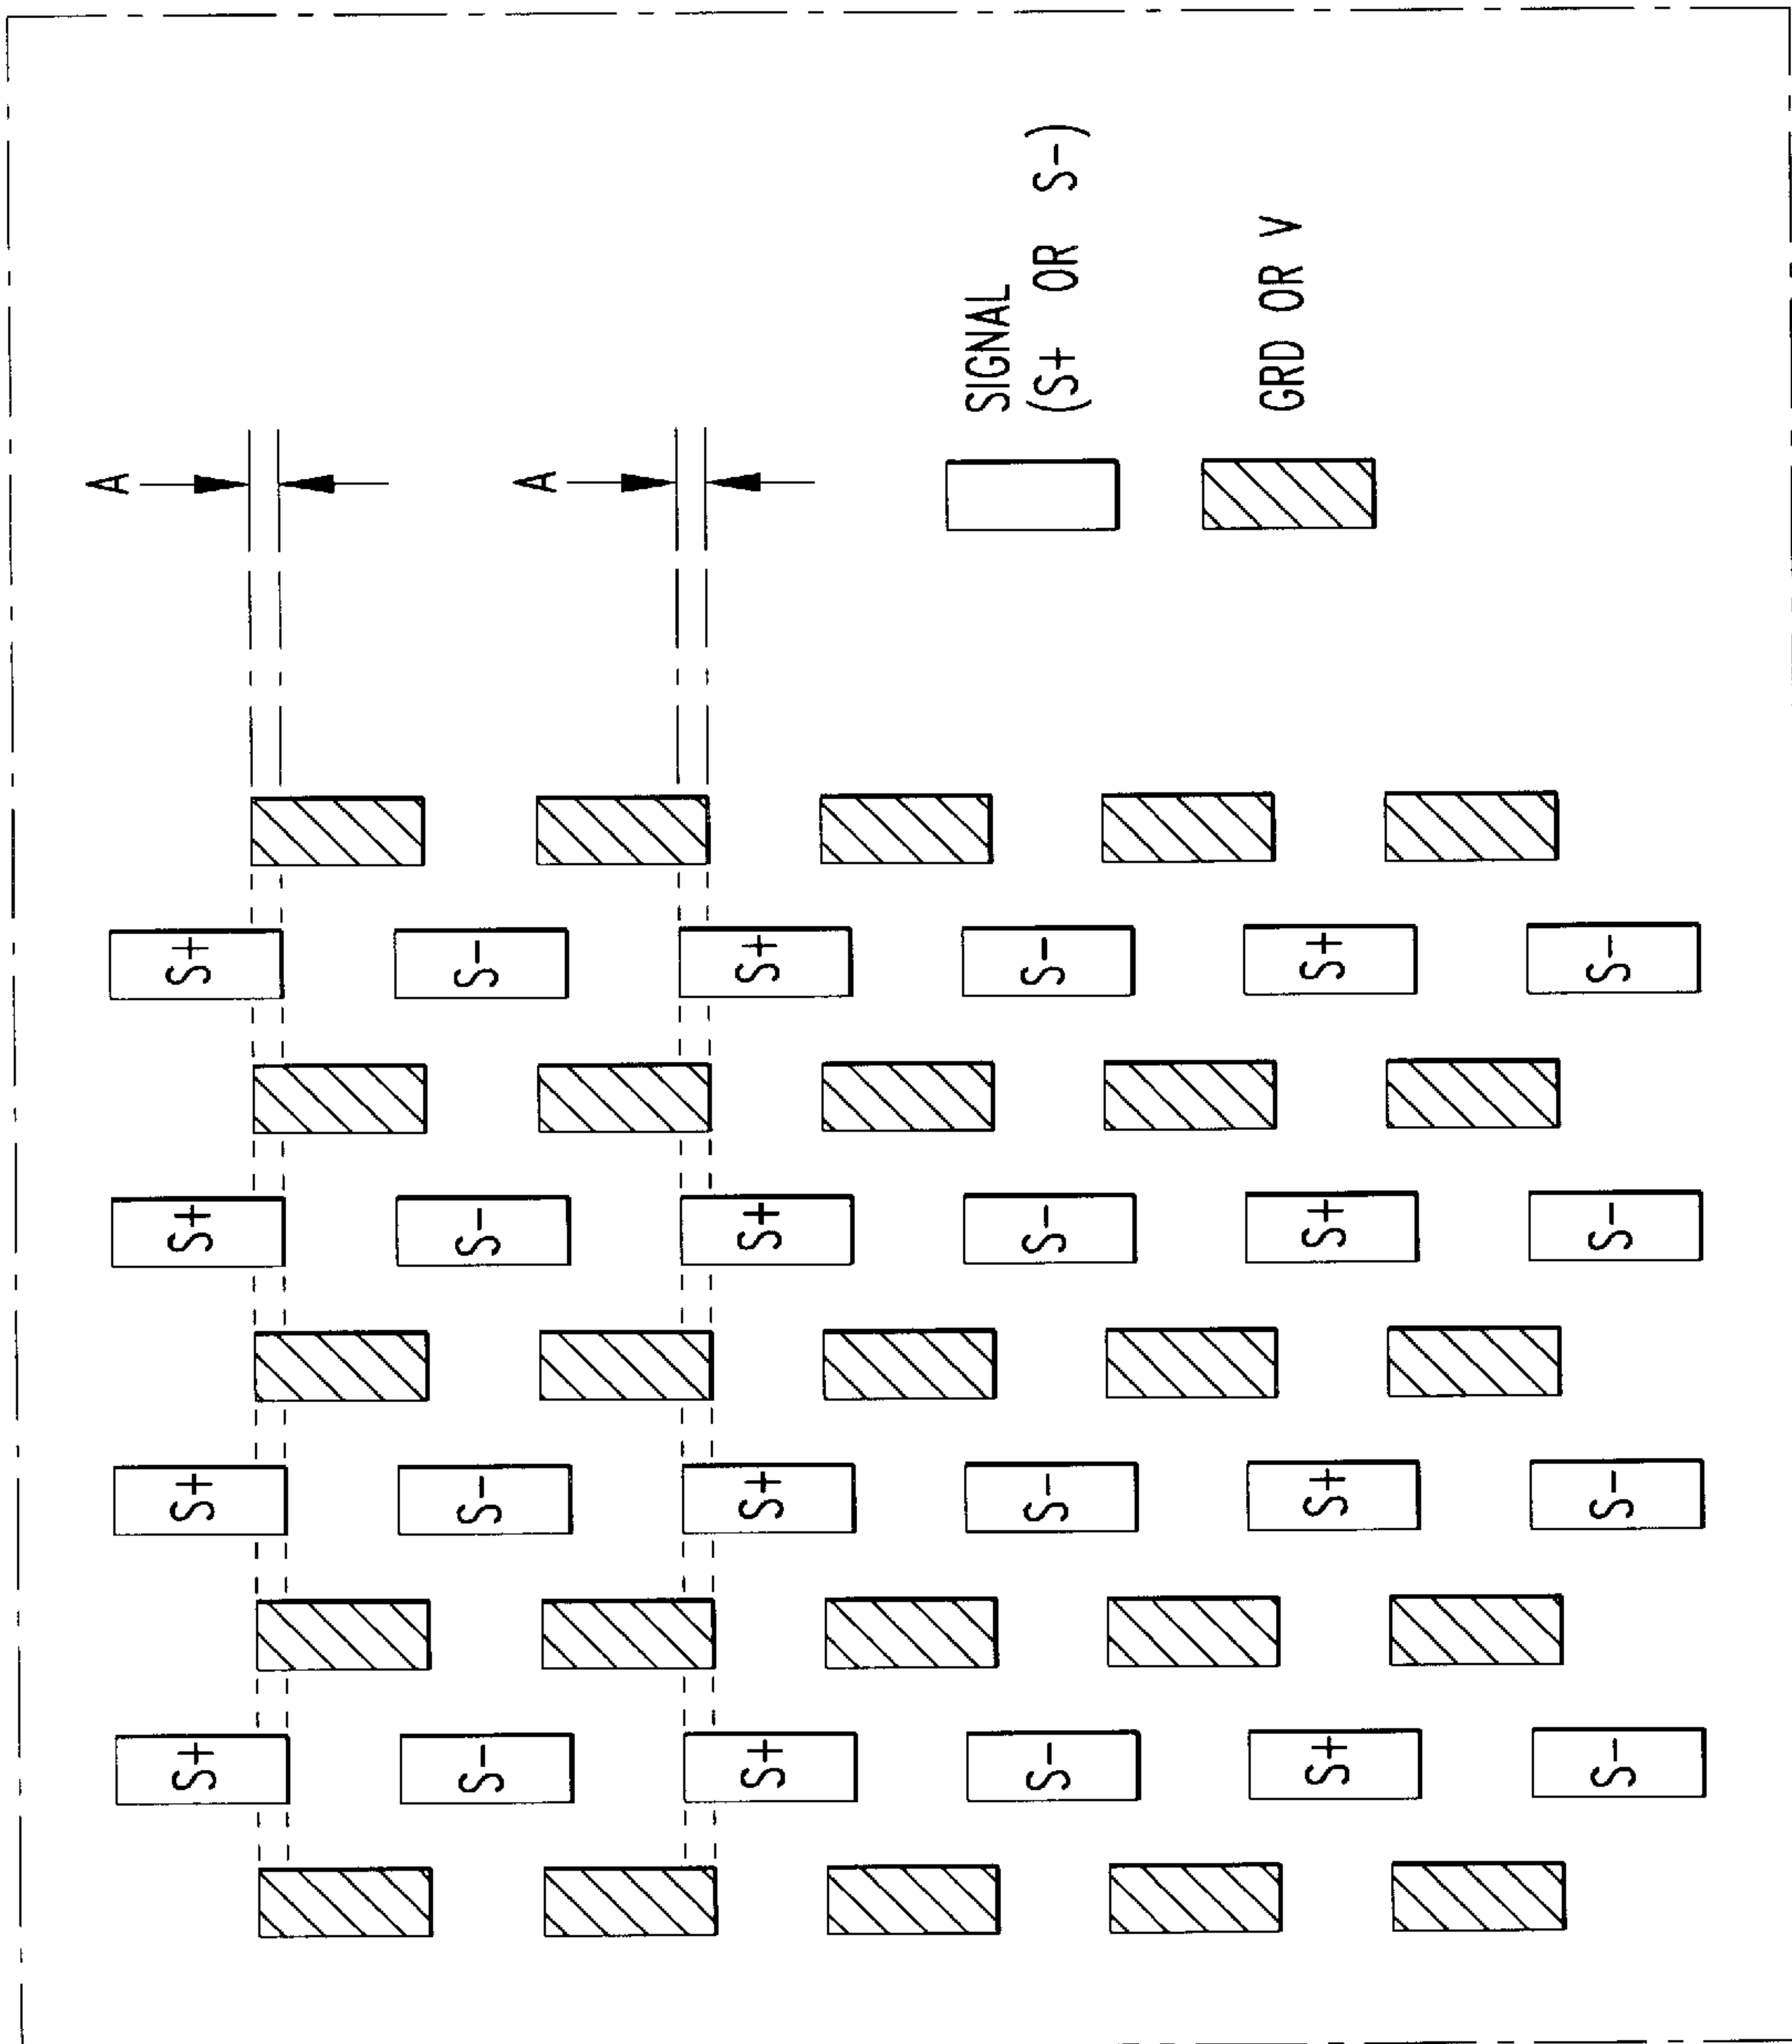 A
S+ S+ S+ S+
S- S- S- S-
A
S+ S+ S+ S+
S- S- S- S-
S+ S+ S+ S+
S- S- S- S-
SIGNAL
(S+ OR S-)
GRD OR V